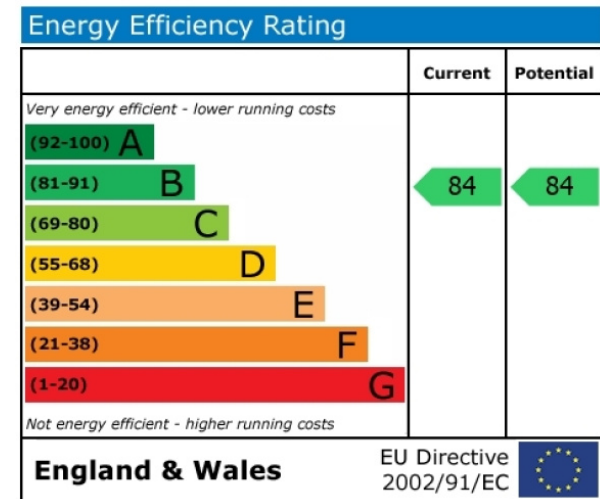 Energy Efficiency Rating
Current Potential
Very energy efficient - lower running costs
(92-100) A
(81-91) B 84 84
(69-80) C
(55-68) D
(39-54) E
(21-38) F
(1-20) G
Not energy efficient - higher running costs
England & Wales
EU Directive
2002/91/EC